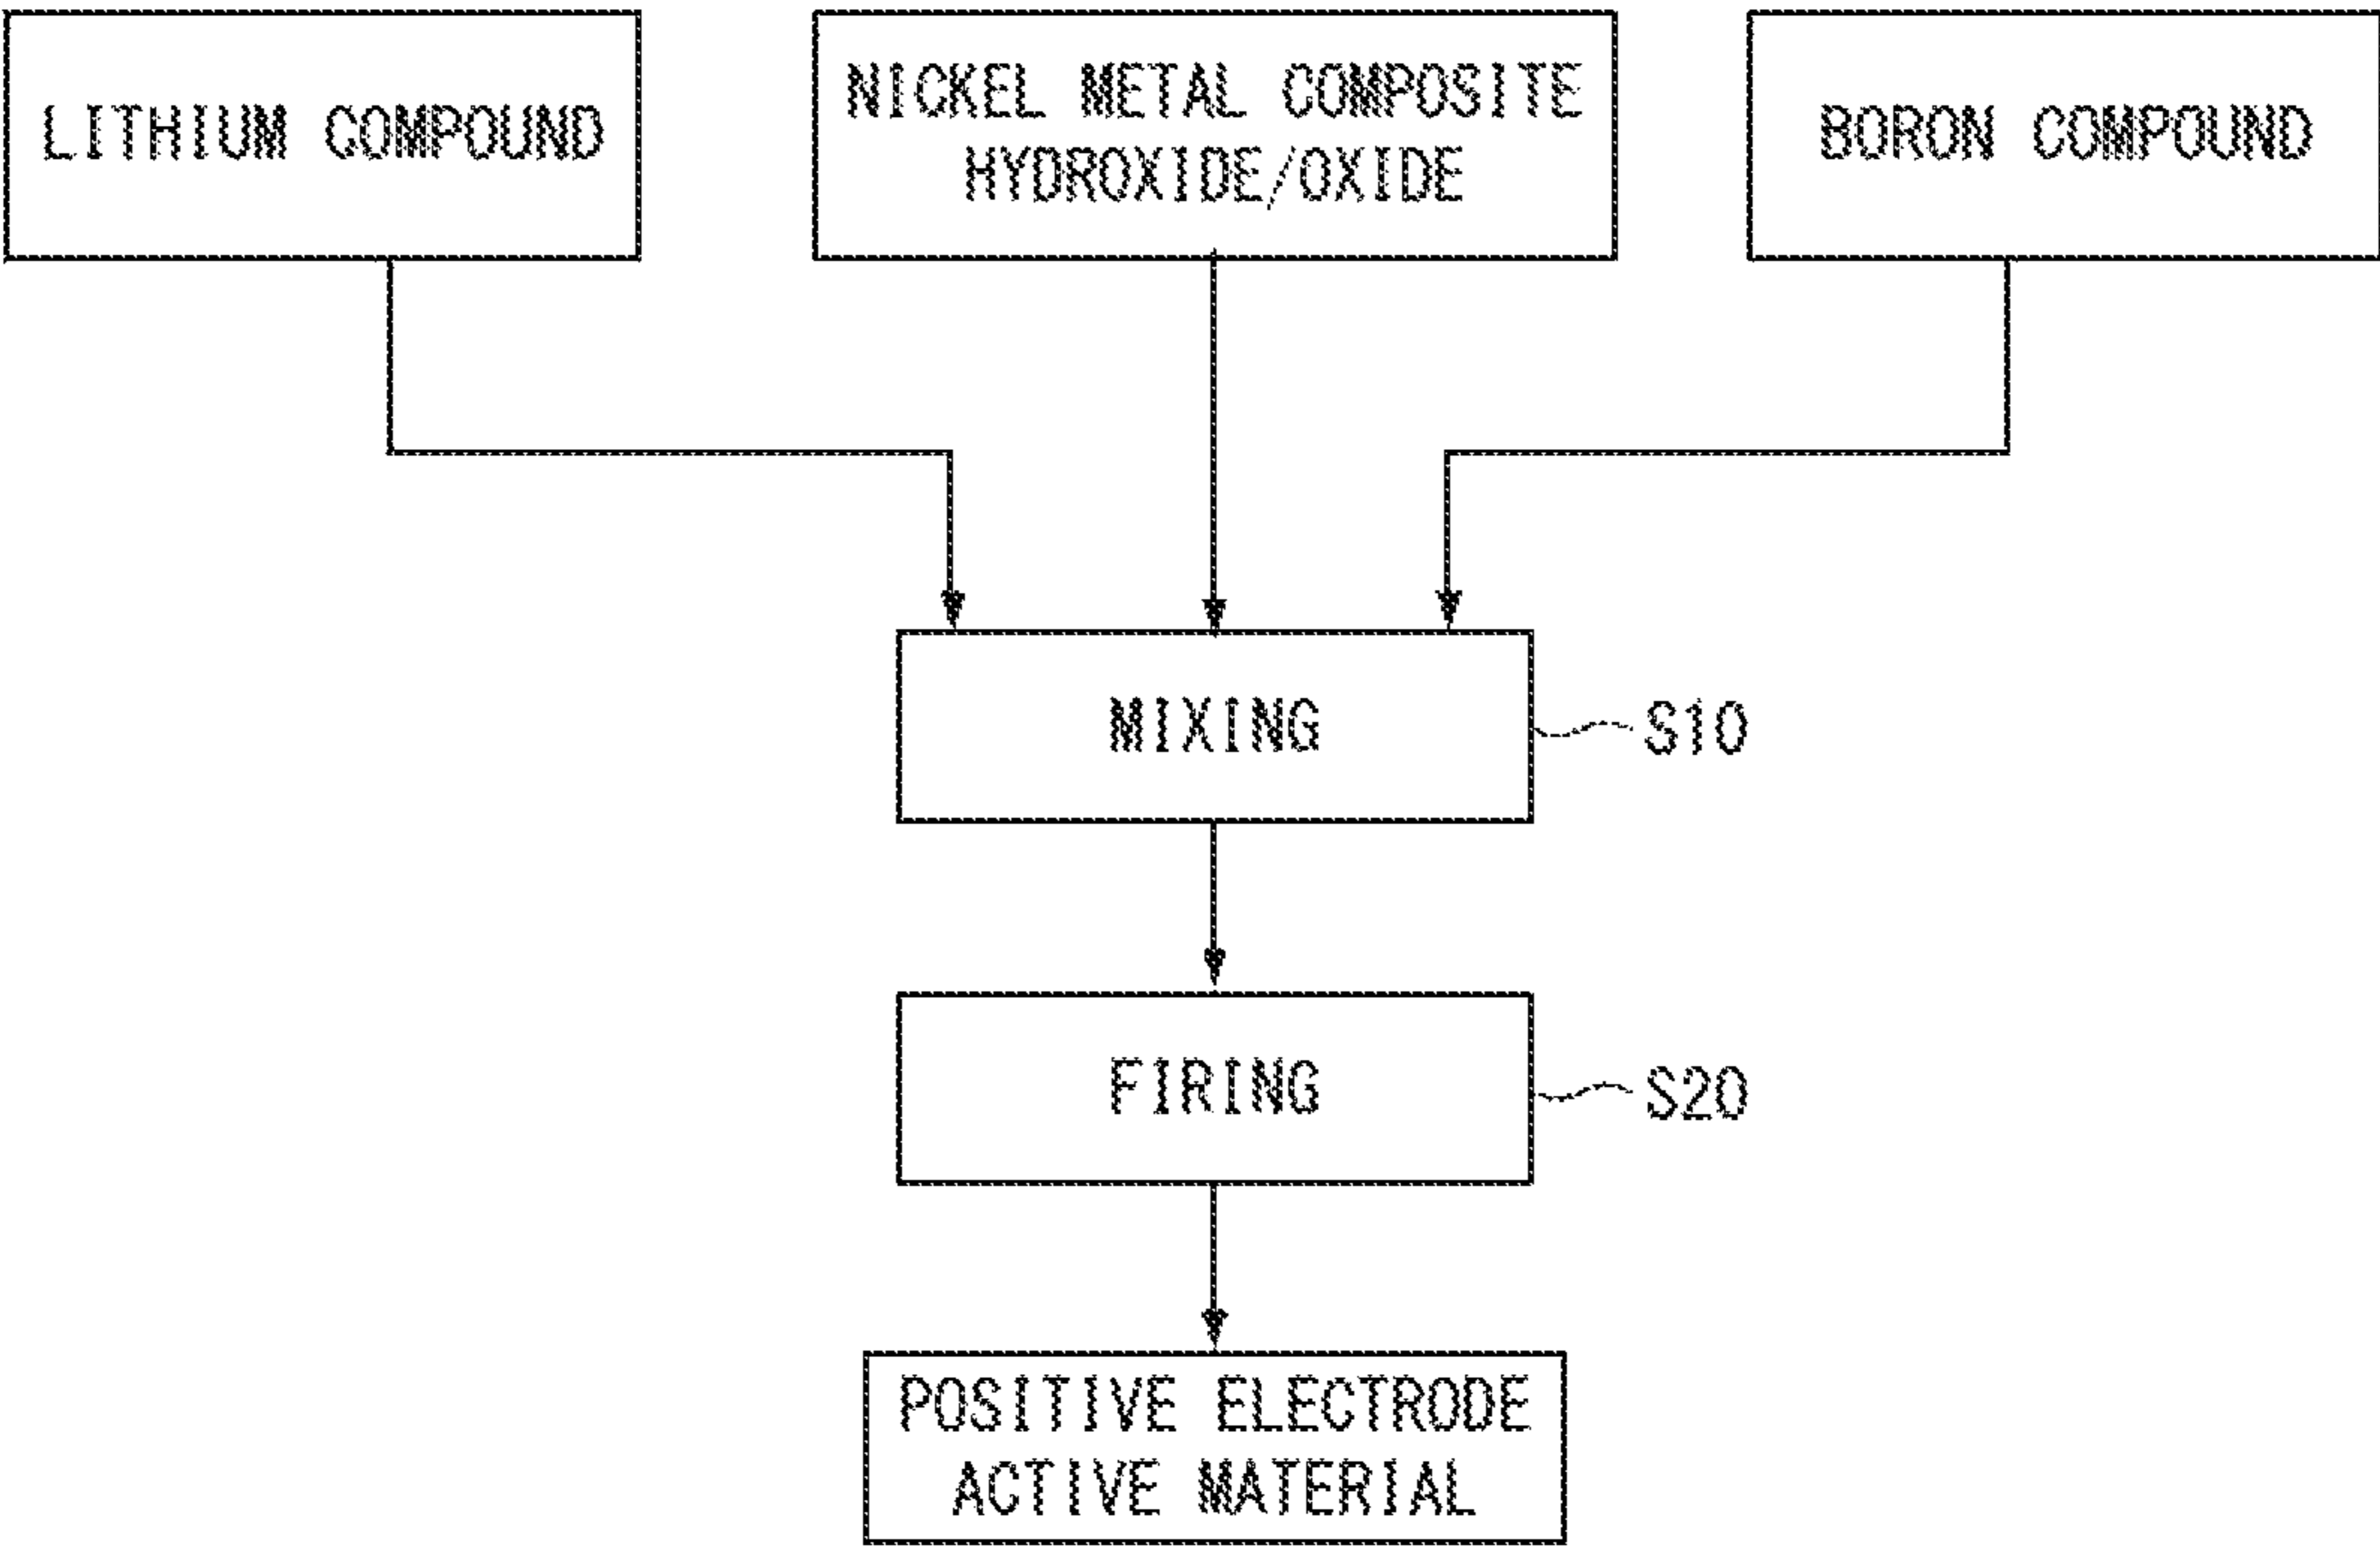 LITHIUM COMPOUND
NICKEL METAL COMPOSITE
HYDROXIDE/OXIDE
BORON COMPOUND
MIXING
S10
FIRING
S20
POSITIVE ELECTRODE
ACTIVE MATERIAL